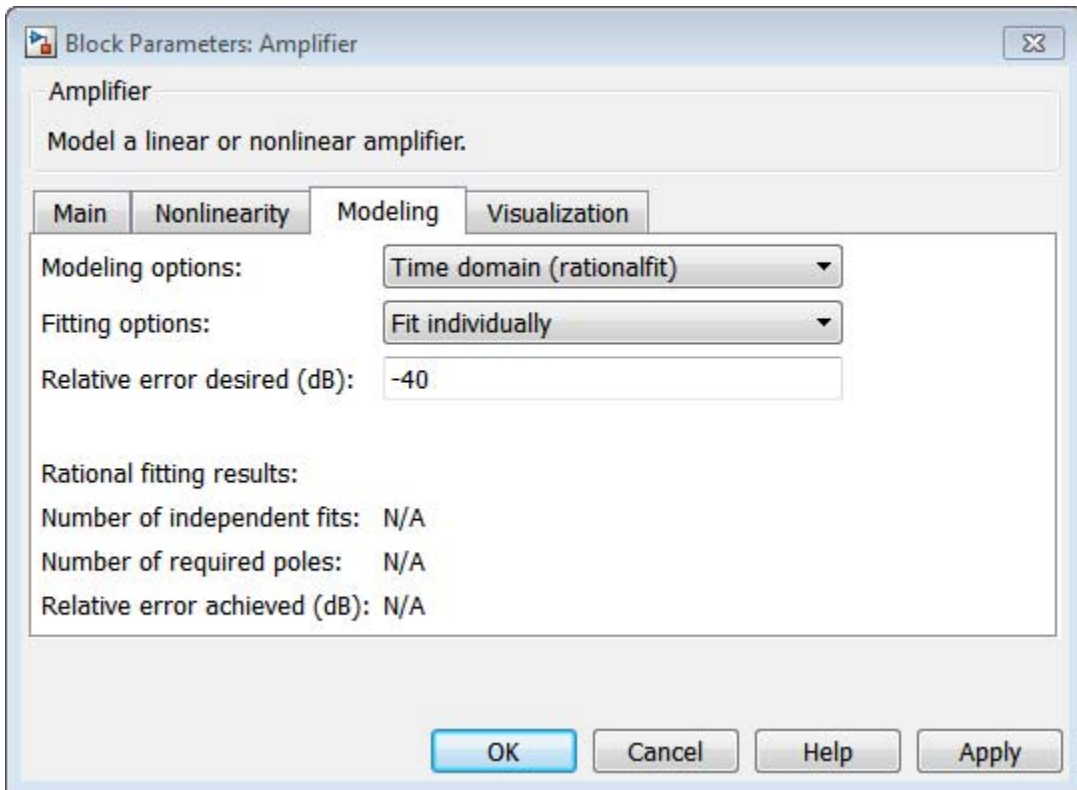 Block Parameters: Amplifier
Amplifier
Model a linear or nonlinear amplifier.
Main Nonlinearity Modeling Visualization
Modeling options: Time domain (rationalfit)
Fitting options: Fit individually
Relative error desired (dB): -40
Rational fitting results:
Number of independent fits: N/A
Number of required poles: N/A
Relative error achieved (dB): N/A
OK Cancel Help Apply